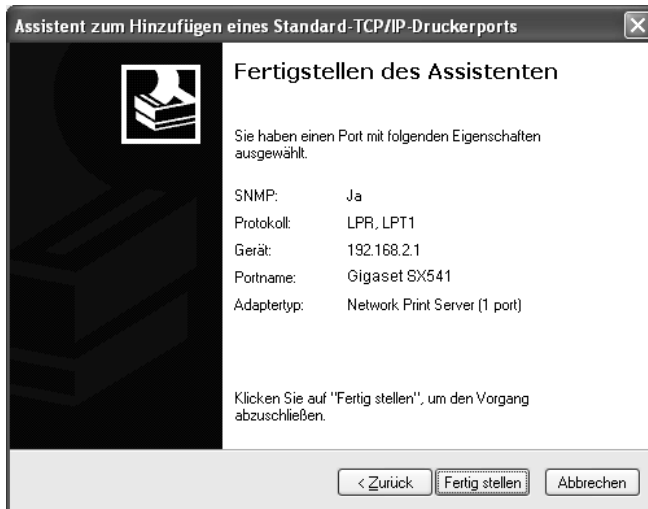 Assistent zum Hinzufügen eines Standard-TCP/IP-Druckerports
Fertigstellen des Assistenten
Sie haben einen Port mit folgenden Eigenschaften
ausgewählt.
SNMP: Ja
Protokoll: LPR, LPT1
Gerät: 192.168.2.1
Portname: Gigaset SX541
Adaptertyp: Network Print Server (1 port)
Klicken Sie auf "Fertig stellen", um den Vorgang
abzuschließen.
< Zurück Fertig stellen Abbrechen